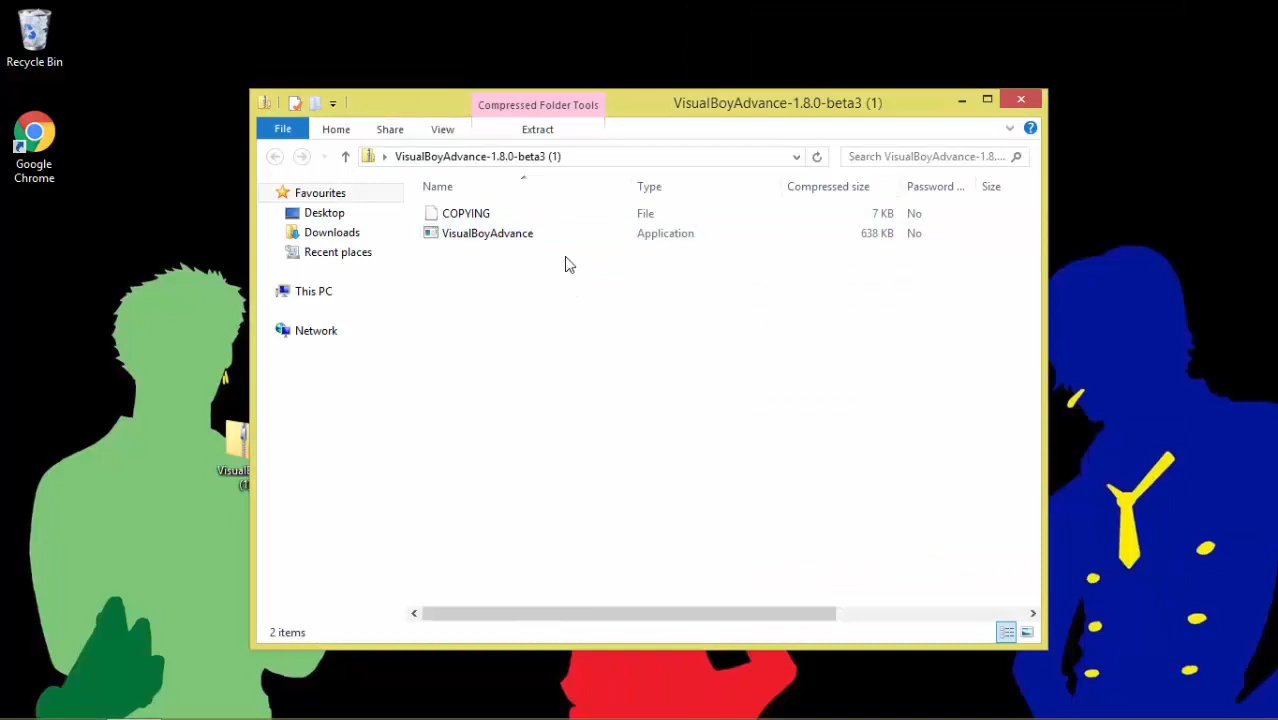 Recycle Bin
Google
Chrome
Visual
(1
Compressed Folder Tools
VisualBoyAdvance-1.8.0-beta3 (1)
File
Home
Share
View
Extract
VisualBoyAdvance-1.8.0-beta3 (1)
Search VisualBoyAdvance-1.8....
Favourites
Desktop
Downloads
Recent places
This PC
Network
Name
Type
Compressed size
Password ...
Size
COPYING
File
7 KB
No
VisualBoyAdvance
Application
638 KB
No
2 items